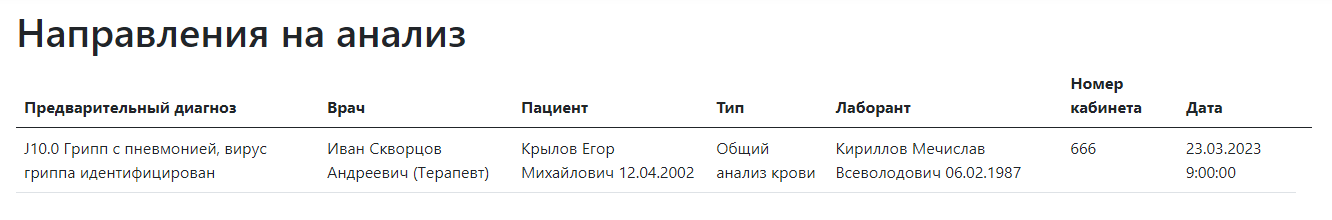 Направления на анализ
Предварительный диагноз Врач Пациент Тип Лаборант Номер кабинета Дата
J10.0 Грипп с пневмонией, вирус Иван Скворцов Крылов Егор Общий Кириллов Мечислав 666 23.03.2023
гриппа идентифицирован Андреевич (Терапевт) Михайлович 12.04.2002 анализ крови Всеволодович 06.02.1987 9:00:00